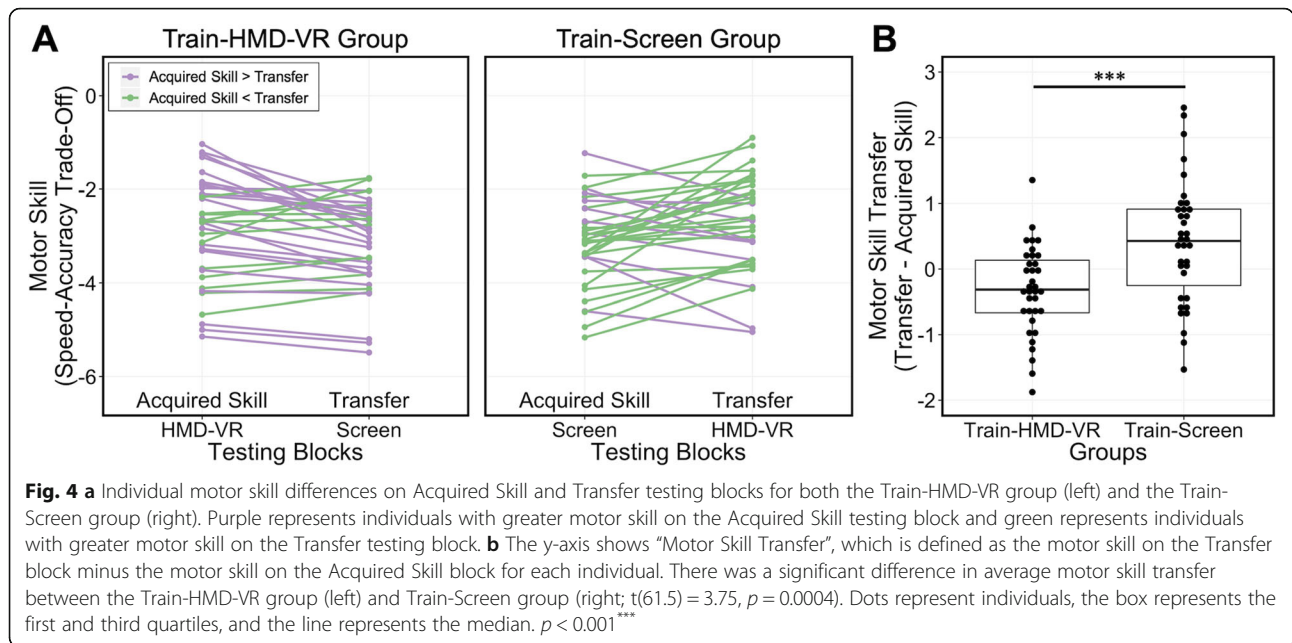 A
Train-HMD-VR Group
Train-Screen Group
Acquired Skill > Transfer
Acquired Skill < Transfer
Motor Skill
(Speed-Accuracy Trade-Off)
0
-2
-4
-6
Acquired Skill
Transfer
HMD-VR
Screen
Testing Blocks
Acquired Skill
Transfer
Screen
HMD-VR
Testing Blocks
B
***
Motor Skill Transfer
(Transfer - Acquired Skill)
3
2
1
0
-1
-2
Train-HMD-VR
Train-Screen
Groups
Fig. 4 a Individual motor skill differences on Acquired Skill and Transfer testing blocks for both the Train-HMD-VR group (left) and the Train-
Screen group (right). Purple represents individuals with greater motor skill on the Acquired Skill testing block and green represents individuals
with greater motor skill on the Transfer testing block. b The y-axis shows “Motor Skill Transfer”, which is defined as the motor skill on the Transfer
block minus the motor skill on the Acquired Skill block for each individual. There was a significant difference in average motor skill transfer
between the Train-HMD-VR group (left) and Train-Screen group (right; t(61.5) = 3.75, p = 0.0004). Dots represent individuals, the box represents the
first and third quartiles, and the line represents the median. p < 0.001***